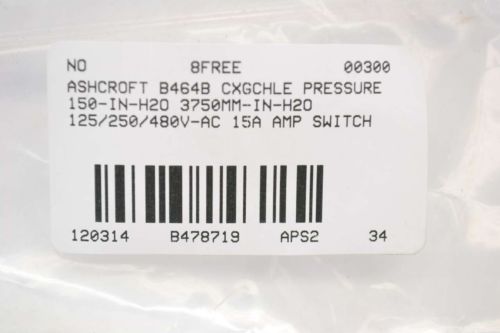 NO 8FREE 00300
ASHCROFT B464B CXGCHLE PRESSURE
150-IN-H2O 3750MM-IN-H2O
125/250/480V-AC 15A AMP SWITCH
120314 B478719 APS2 34